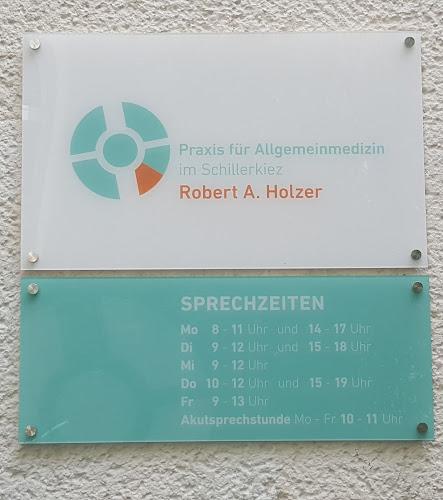 Praxis für Allgemeinmedizin
im Schillerkiez
Robert A. Holzer
SPRECHZEITEN
Mo 8 - 11 Uhr und 14 - 17 Uhr
Di 9 - 12 Uhr und 15 - 18 Uhr
Mi 9 - 12 Uhr
Do 10 - 12 Uhr und 15 - 19 Uhr
Fr 9 - 13 Uhr
Akutsprechstunde Mo - Fr 10 - 11 Uhr